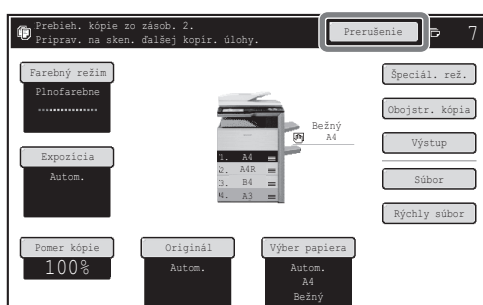 Prebieh. kópie zo zásob. 2.
Priprav. na sken. ďalšej kopír. úlohy.
Prerušenie
7
Farebný režim
Plnofarebne
Špeciál. rež.
Obojstr. kópia
Bežný
A4
Výstup
Expozícia
Autom.
1. A4
2. A4R
3. B4
4. A3
Súbor
Rýchly súbor
Pomer kópie
100%
Originál
Autom.
Výber papiera
Autom.
A4
Bežný